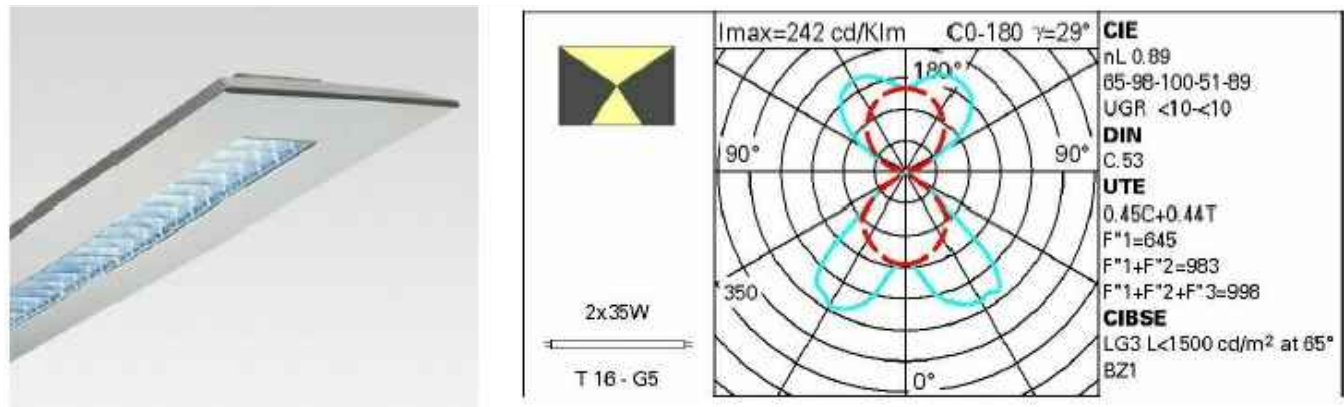 2x35W
T 16 - G5
Imax=242 cd/Klm C0-180 γ=29°
180°
90° 90°
350
0°
CIE
nL 0.89
65-98-100-51-89
UGR <10-<10
DIN
C.53
UTE
0.45C+0.44T
F"1=645
F"1+F"2=983
F"1+F"2+F"3=998
CIBSE
LG3 L<1500 cd/m² at 65°
BZ1